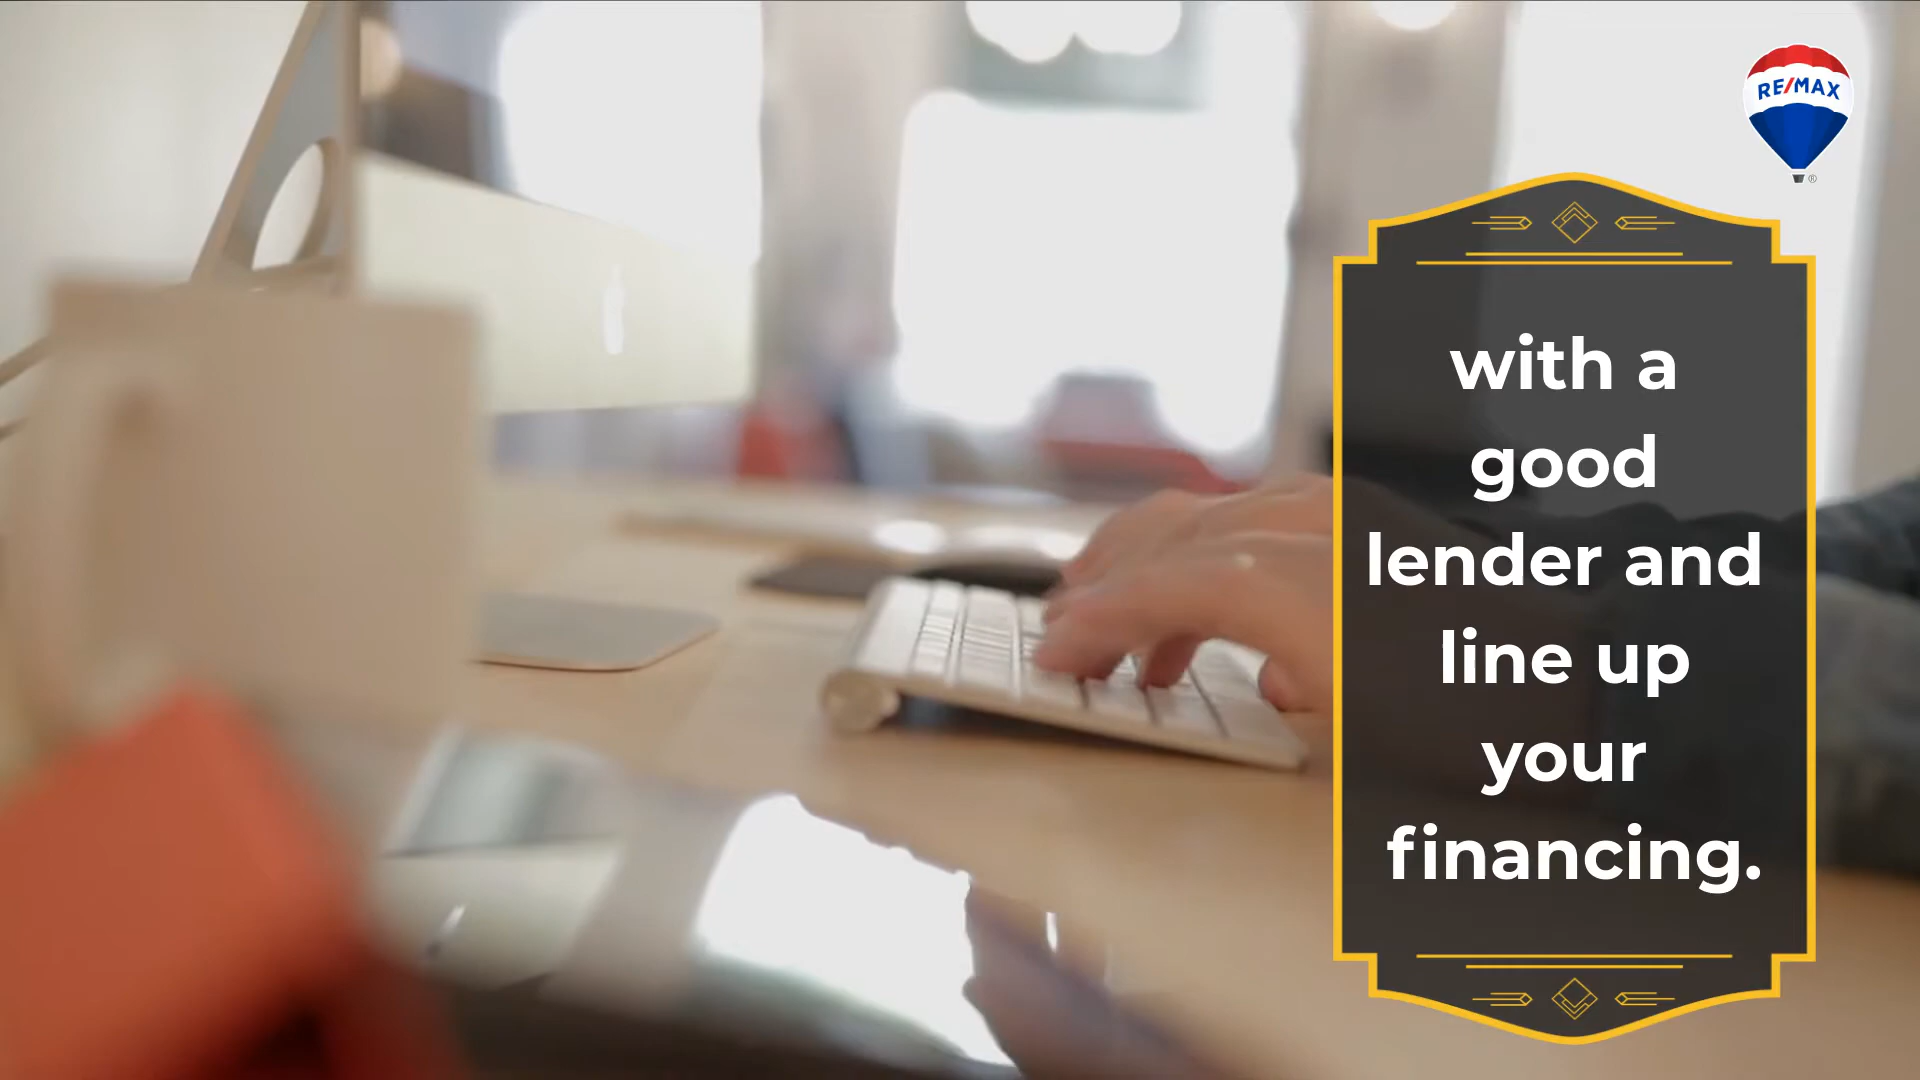 RE/MAX
®
with a
good
lender and
line up
your
financing.